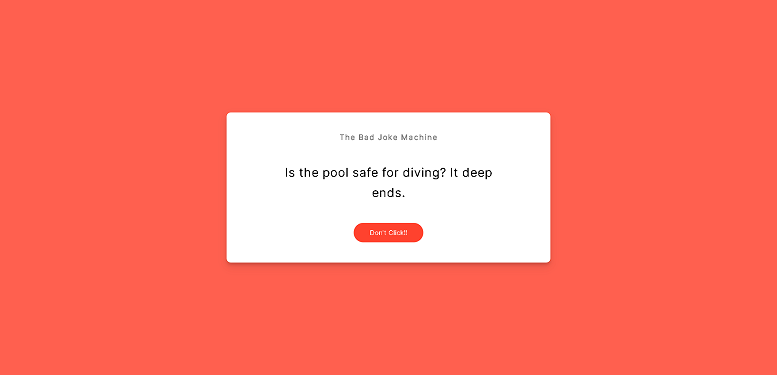 The Bad Joke Machine
Is the pool safe for diving? It deep
ends.
Don't Click!!